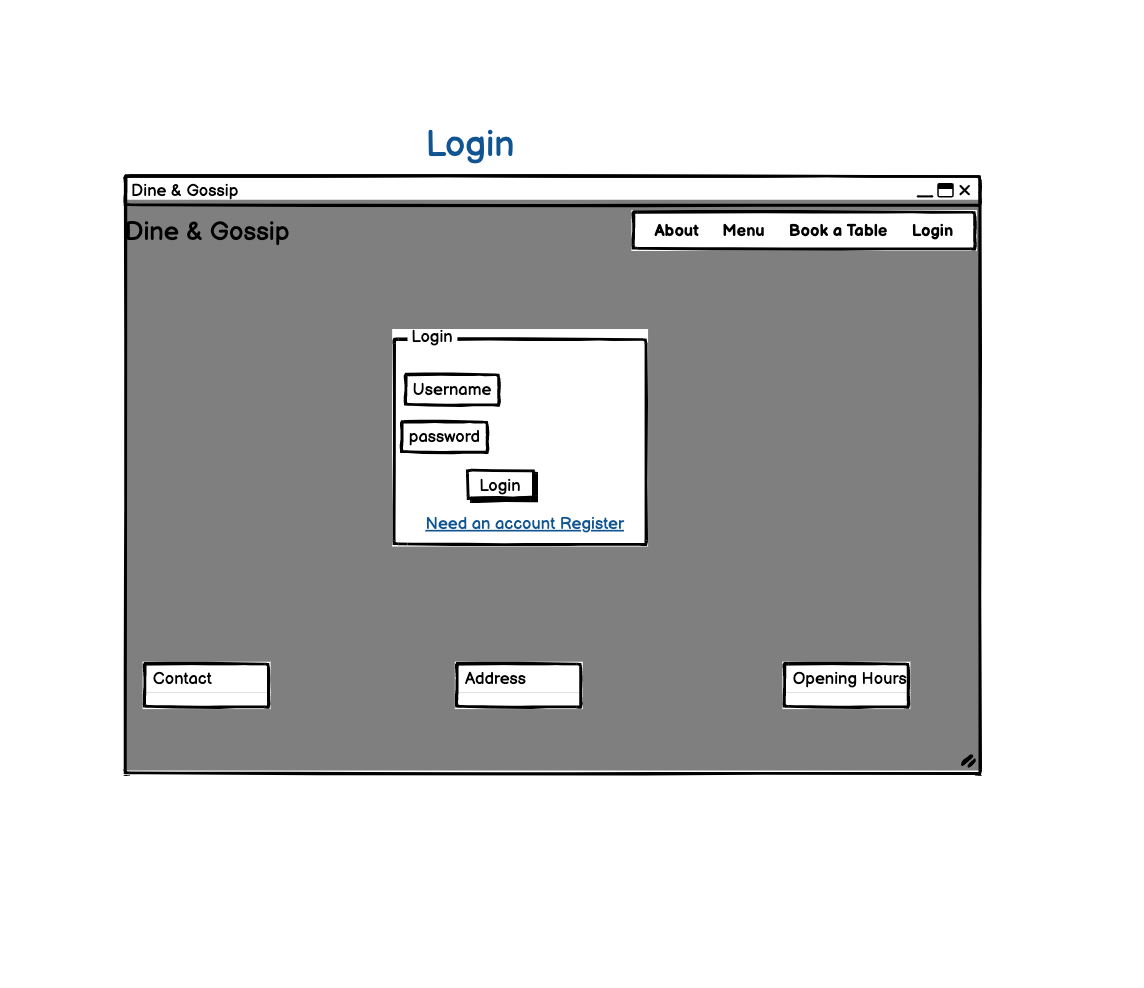 Login
Dine & Gossip
Dine & Gossip
About Menu Book a Table Login
Login
Username
password
Login
Need an account Register
Contact Address Opening Hours